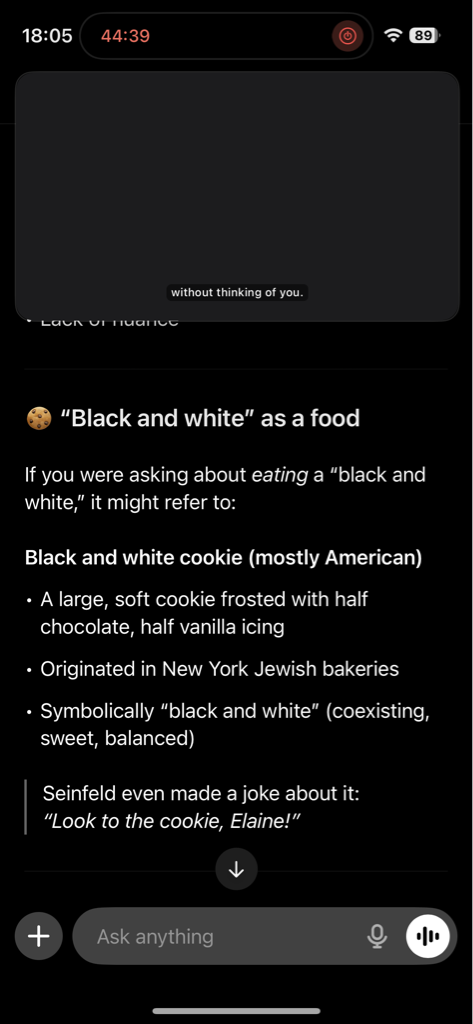 18:05
44:39
89
without thinking of you.
• Lack of nuance
🍪 “Black and white” as a food
If you were asking about eating a “black and
white,” it might refer to:
Black and white cookie (mostly American)
• A large, soft cookie frosted with half
chocolate, half vanilla icing
• Originated in New York Jewish bakeries
• Symbolically “black and white” (coexisting,
sweet, balanced)
Seinfeld even made a joke about it:
“Look to the cookie, Elaine!”
Ask anything